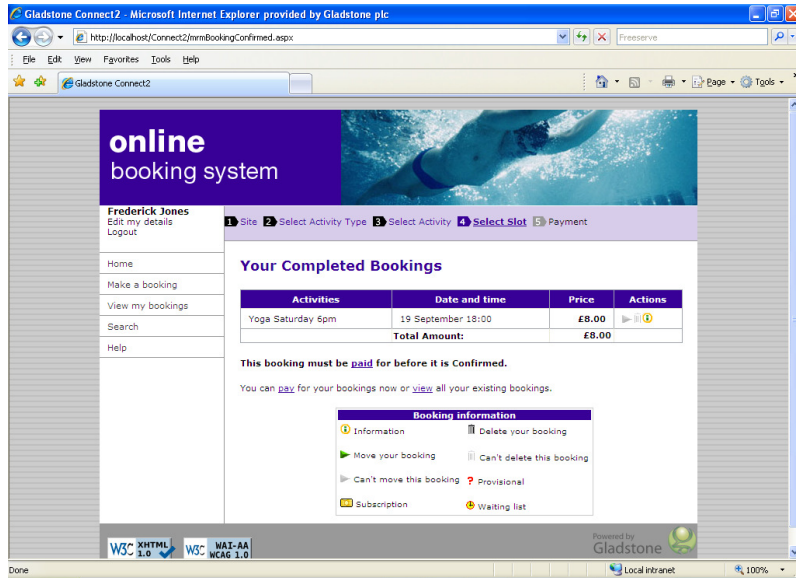 Gladstone Connect2 - Microsoft Internet Explorer provided by Gladstone plc
http://localhost/Connect2/mrmBookingConfirmed.aspx
Freeserve
File Edit View Favorites Tools Help
Gladstone Connect2
Page Tools
online
booking system
Frederick Jones
Edit my details
Logout
1 Site 2 Select Activity Type 3 Select Activity 4 Select Slot 5 Payment
Home
Make a booking
View my bookings
Search
Help
Your Completed Bookings
Activities Date and time Price Actions
Yoga Saturday 6pm 19 September 18:00 £8.00
Total Amount: £8.00
This booking must be paid for before it is Confirmed.
You can pay for your bookings now or view all your existing bookings.
Booking information
Information Delete your booking
Move your booking Can't delete this booking
Can't move this booking ? Provisional
Subscription Waiting list
W3C XHTML 1.0 W3C WAI-AA WCAG 1.0
Powered by
Gladstone
Done Local intranet 100%